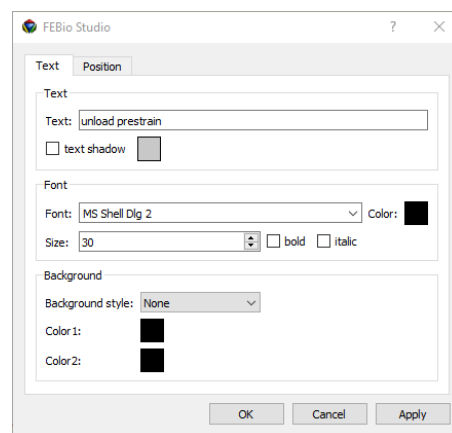 FEBio Studio ?
Text Position
Text
Text: unload prestrain
text shadow
Font
Font: MS Shell Dlg 2 Color:
Size: 30 bold italic
Background
Background style: None
Color1:
Color2:
OK Cancel Apply